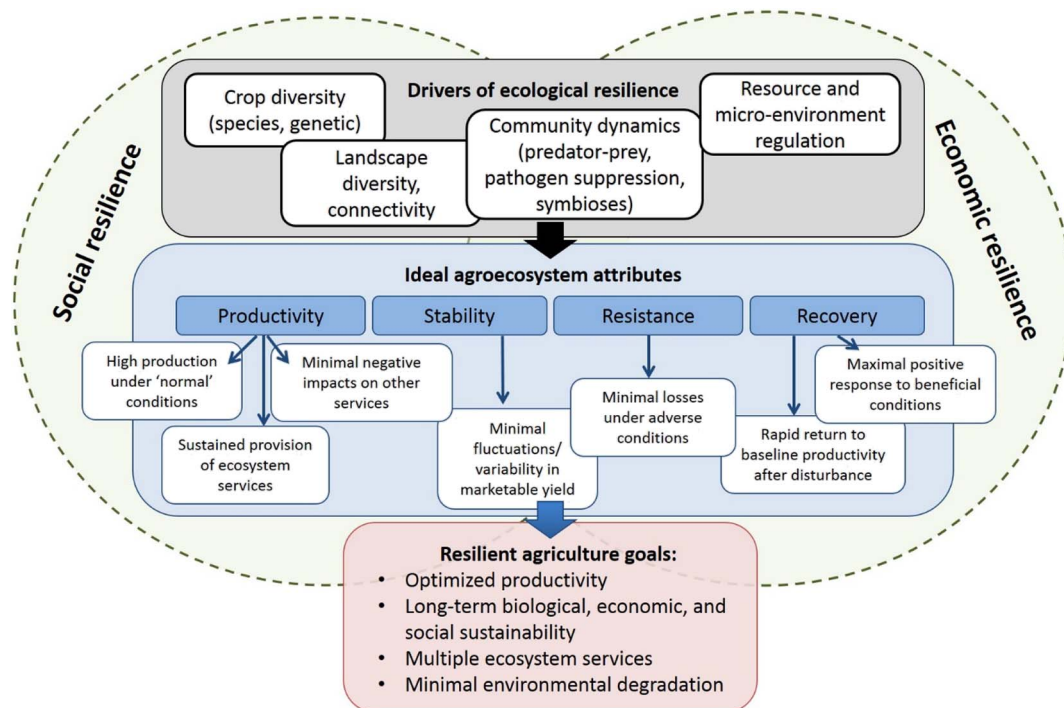 Social resilience
Economic resilience
Drivers of ecological resilience
Crop diversity
(species, genetic)
Landscape
diversity,
connectivity
Community dynamics
(predator-prey,
pathogen suppression,
symbioses)
Resource and
micro-environment
regulation
Ideal agroecosystem attributes
Productivity
Stability
Resistance
Recovery
High production
under ‘normal’
conditions
Sustained provision
of ecosystem
services
Minimal negative
impacts on other
services
Minimal
fluctuations/
variability in
marketable yield
Minimal losses
under adverse
conditions
Rapid return to
baseline productivity
after disturbance
Maximal positive
response to beneficial
conditions
Resilient agriculture goals:
• Optimized productivity
• Long-term biological, economic, and
social sustainability
• Multiple ecosystem services
• Minimal environmental degradation